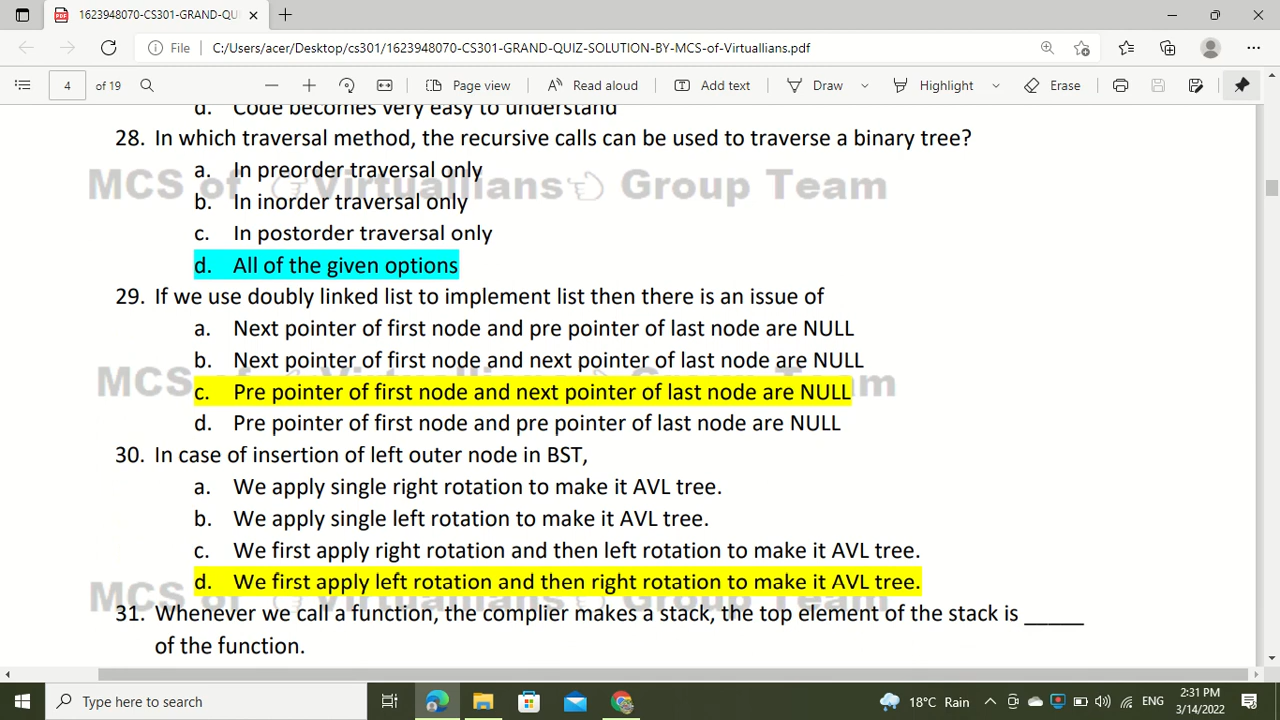 1623948070-CS301-GRAND-QU
File
C:/Users/acer/Desktop/cs301/1623948070-CS301-GRAND-QUIZ-SOLUTION-BY-MCS-of-Virtuallians.pdf
4 of 19
Page view
Read aloud
Add text
Draw
Highlight
Erase
d. Code becomes very easy to understand
28. In which traversal method, the recursive calls can be used to traverse a binary tree?
a. In preorder traversal only
MCS of Virtuallians Group Team
b. In inorder traversal only
c. In postorder traversal only
d. All of the given options
29. If we use doubly linked list to implement list then there is an issue of
a. Next pointer of first node and pre pointer of last node are NULL
b. Next pointer of first node and next pointer of last node are NULL
MCS of Virtuallians Group Team
c. Pre pointer of first node and next pointer of last node are NULL
d. Pre pointer of first node and pre pointer of last node are NULL
30. In case of insertion of left outer node in BST,
a. We apply single right rotation to make it AVL tree.
b. We apply single left rotation to make it AVL tree.
c. We first apply right rotation and then left rotation to make it AVL tree.
d. We first apply left rotation and then right rotation to make it AVL tree.
MCS of Virtuallians Group Team
31. Whenever we call a function, the complier makes a stack, the top element of the stack is _____
of the function.
Type here to search
18°C Rain
ENG
2:31 PM
3/14/2022